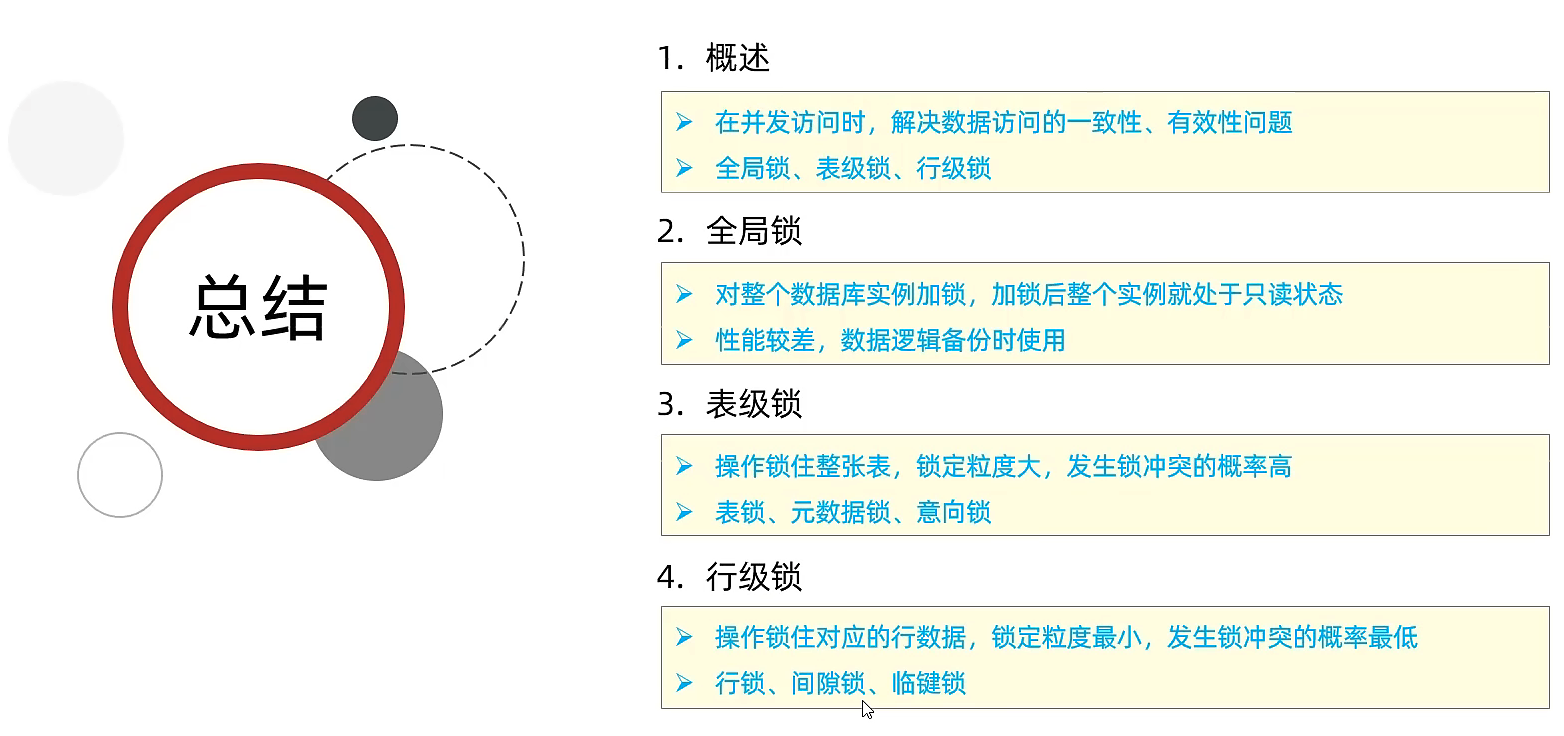 总结
1. 概述
在并发访问时，解决数据访问的一致性、有效性问题
全局锁、表级锁、行级锁
2. 全局锁
对整个数据库实例加锁，加锁后整个实例就处于只读状态
性能较差，数据逻辑备份时使用
3. 表级锁
操作锁住整张表，锁定粒度大，发生锁冲突的概率高
表锁、元数据锁、意向锁
4. 行级锁
操作锁住对应的行数据，锁定粒度最小，发生锁冲突的概率最低
行锁、间隙锁、临键锁